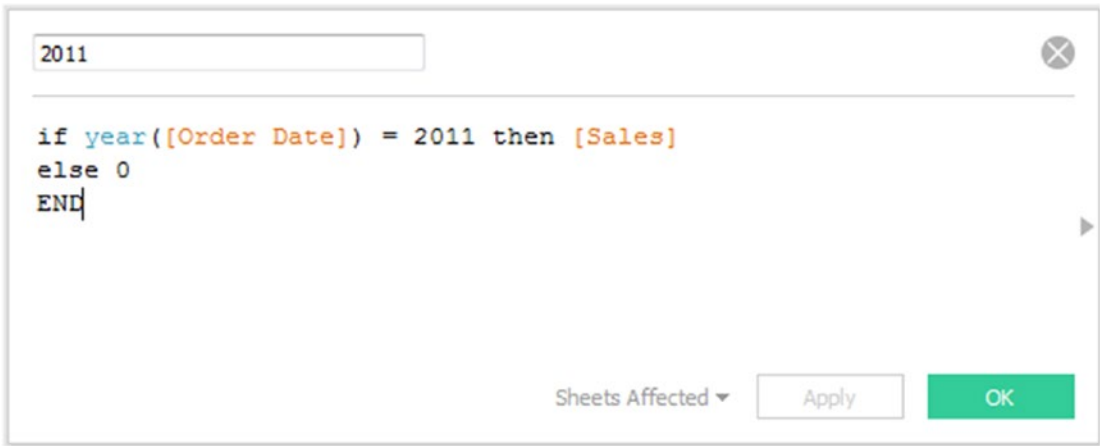 2011
if year([Order Date]) = 2011 then [Sales]
else 0
END
Sheets Affected
Apply
OK